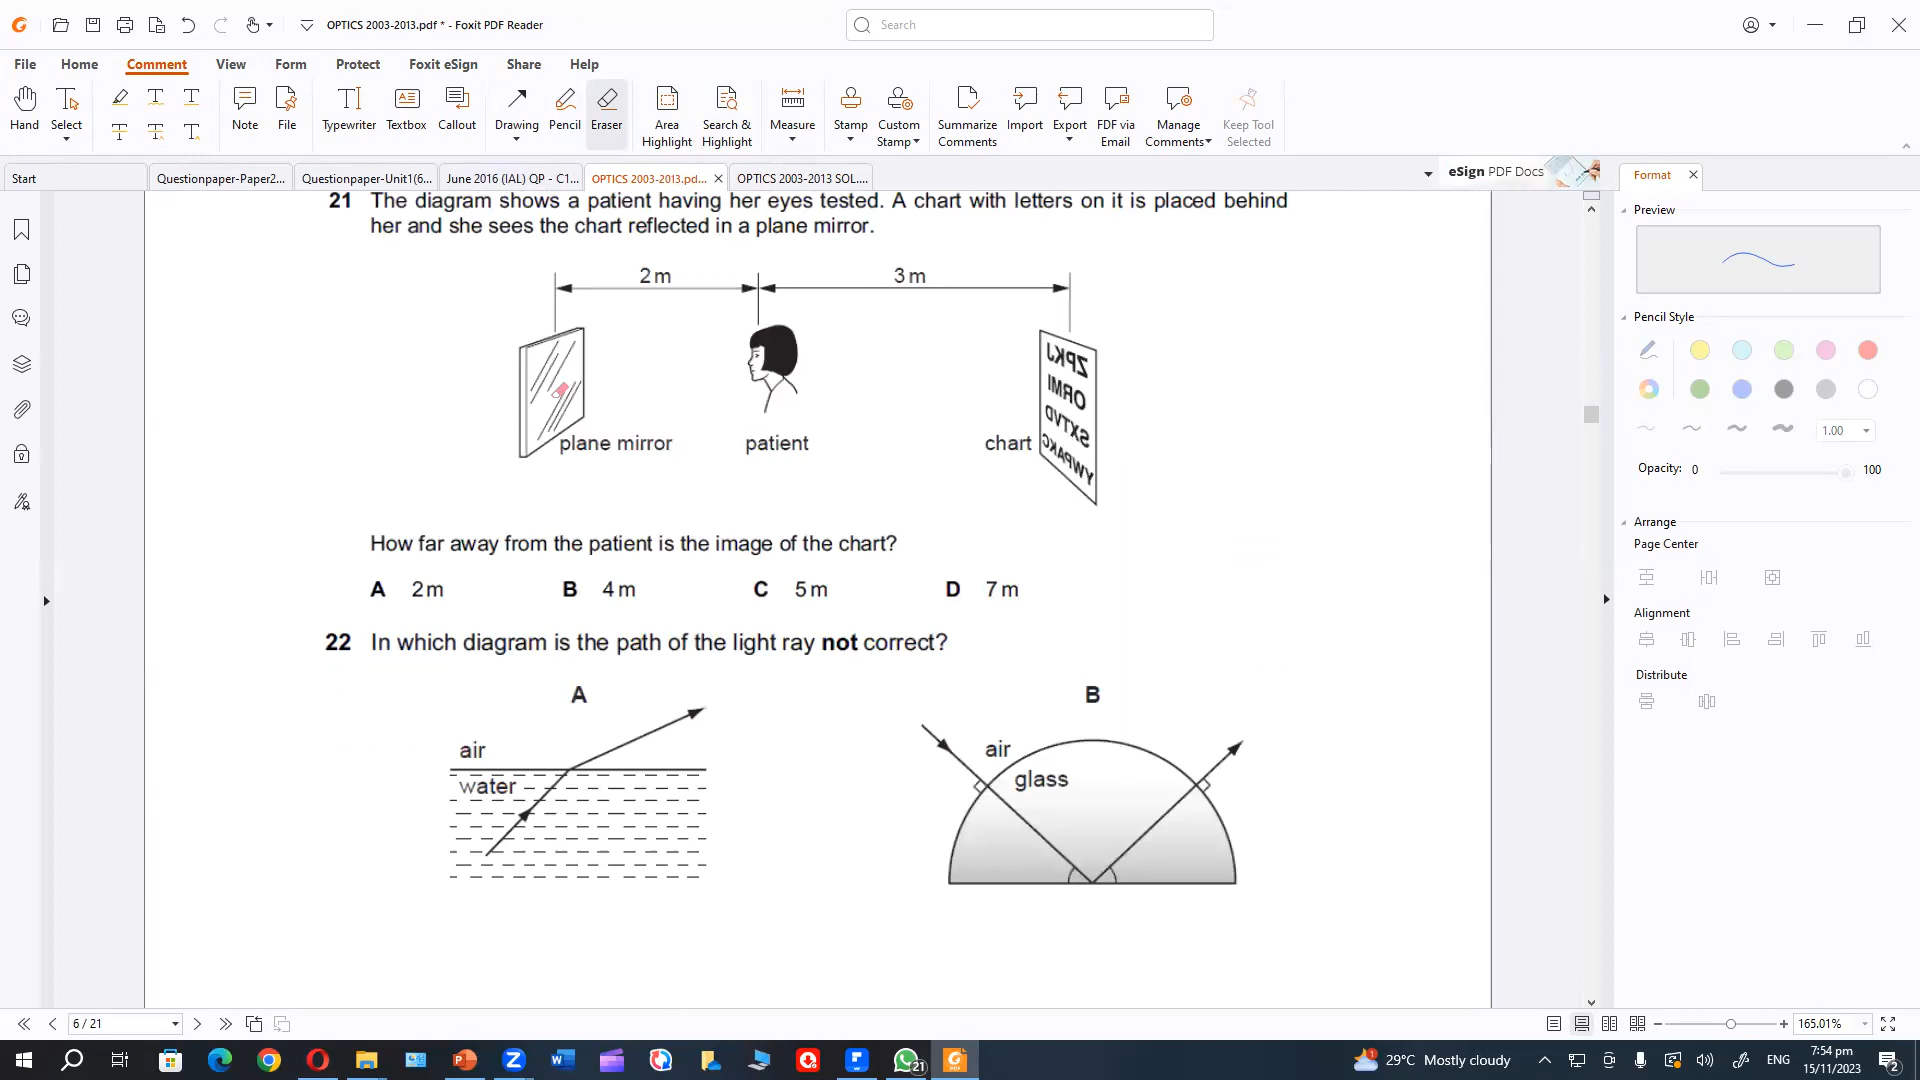 OPTICS 2003-2013.pdf * - Foxit PDF Reader
Search
File Home Comment View Form Protect Foxit eSign Share Help
Hand Select Note File Typewriter Textbox Callout Drawing Pencil Eraser Area Highlight Search & Highlight Measure Stamp Custom Stamp Summarize Comments Import Export FDF via Email Manage Comments Keep Tool Selected
Start Questionpaper-Paper2... Questionpaper-Unit1(6... June 2016 (IAL) QP - C1... OPTICS 2003-2013.pd... OPTICS 2003-2013 SOL.... eSign PDF Docs Format
21 The diagram shows a patient having her eyes tested. A chart with letters on it is placed behind
her and she sees the chart reflected in a plane mirror.
2 m 3 m
ZPKJ
ORMI
SXTVD
YWPAKC
plane mirror patient chart
How far away from the patient is the image of the chart?
A 2 m B 4 m C 5 m D 7 m
22 In which diagram is the path of the light ray not correct?
A B
air air
water glass
Preview
Pencil Style
1.00
Opacity: 0 100
Arrange
Page Center
Alignment
Distribute
6 / 21 165.01%
21 29°C Mostly cloudy ENG 7:54 pm
15/11/2023 2